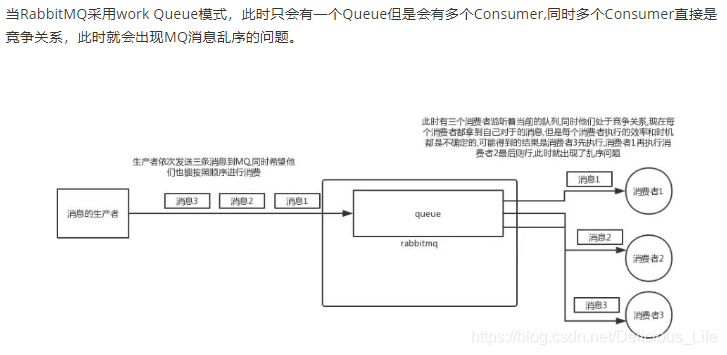 当RabbitMQ采用work Queue模式，此时只会有一个Queue但是会有多个Consumer,同时多个Consumer直接是
竞争关系，此时就会出现MQ消息乱序的问题。
此时有三个消费者监听着当前的队列,同时他们处于竞争关系,现在每
个消费者都拿到自己对于的消息,但是每个消费者执行的效率和时机
都是不确定的,可能得到的结果是消费者3先执行,消费者1再执行消
费者2最后则行,此时就出现了乱序问题
生产者依次发送三条消息到MQ,同时希望他
们也能按照顺序进行消费
消息的生产者
消息3
消息2
消息1
queue
rabbitmq
消息1
消费者1
消息2
消费者2
消息3
消费者3
https://blog.csdn.net/Delicious_Life